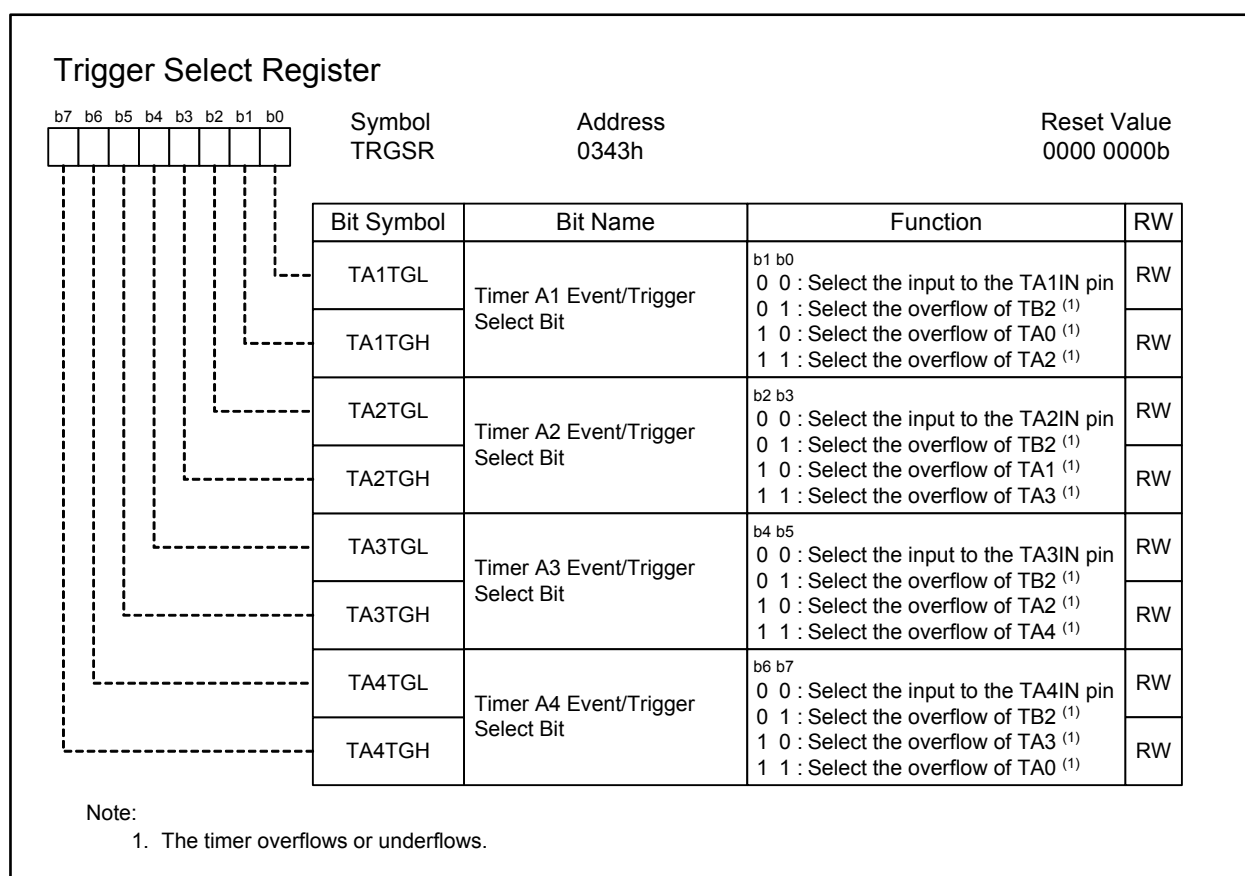 Trigger Select Register
b7 b6 b5 b4 b3 b2 b1 b0
Symbol Address Reset Value
TRGSR 0343h 0000 0000b
Bit Symbol Bit Name Function RW
TA1TGL
TA1TGH
Timer A1 Event/Trigger
Select Bit
b1 b0
0 0 : Select the input to the TA1IN pin
0 1 : Select the overflow of TB2 (1)
1 0 : Select the overflow of TA0 (1)
1 1 : Select the overflow of TA2 (1)
RW
RW
TA2TGL
TA2TGH
Timer A2 Event/Trigger
Select Bit
b2 b3
0 0 : Select the input to the TA2IN pin
0 1 : Select the overflow of TB2 (1)
1 0 : Select the overflow of TA1 (1)
1 1 : Select the overflow of TA3 (1)
RW
RW
TA3TGL
TA3TGH
Timer A3 Event/Trigger
Select Bit
b4 b5
0 0 : Select the input to the TA3IN pin
0 1 : Select the overflow of TB2 (1)
1 0 : Select the overflow of TA2 (1)
1 1 : Select the overflow of TA4 (1)
RW
RW
TA4TGL
TA4TGH
Timer A4 Event/Trigger
Select Bit
b6 b7
0 0 : Select the input to the TA4IN pin
0 1 : Select the overflow of TB2 (1)
1 0 : Select the overflow of TA3 (1)
1 1 : Select the overflow of TA0 (1)
RW
RW
Note:
1. The timer overflows or underflows.